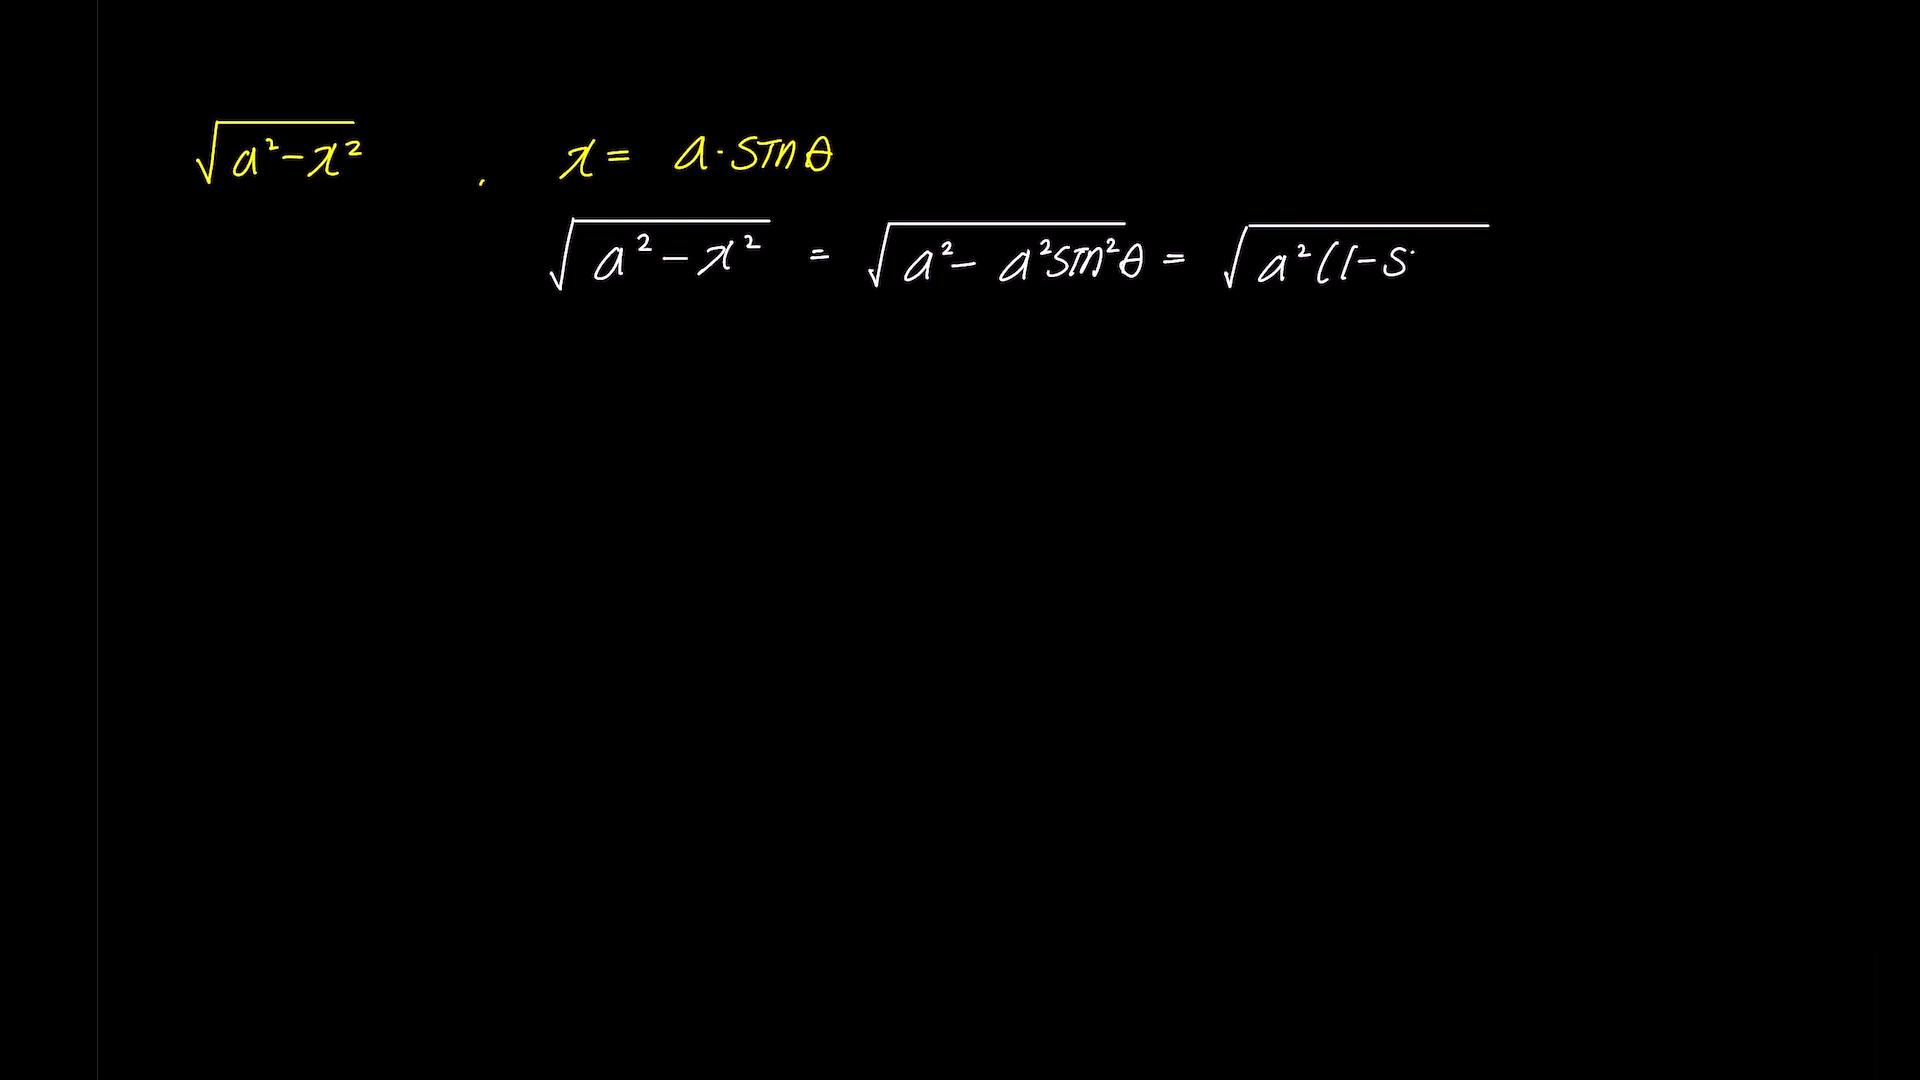 √(a²-x²) . x = a·sinθ
√(a²-x²) = √(a²-a²sin²θ) = √(a²(1-s